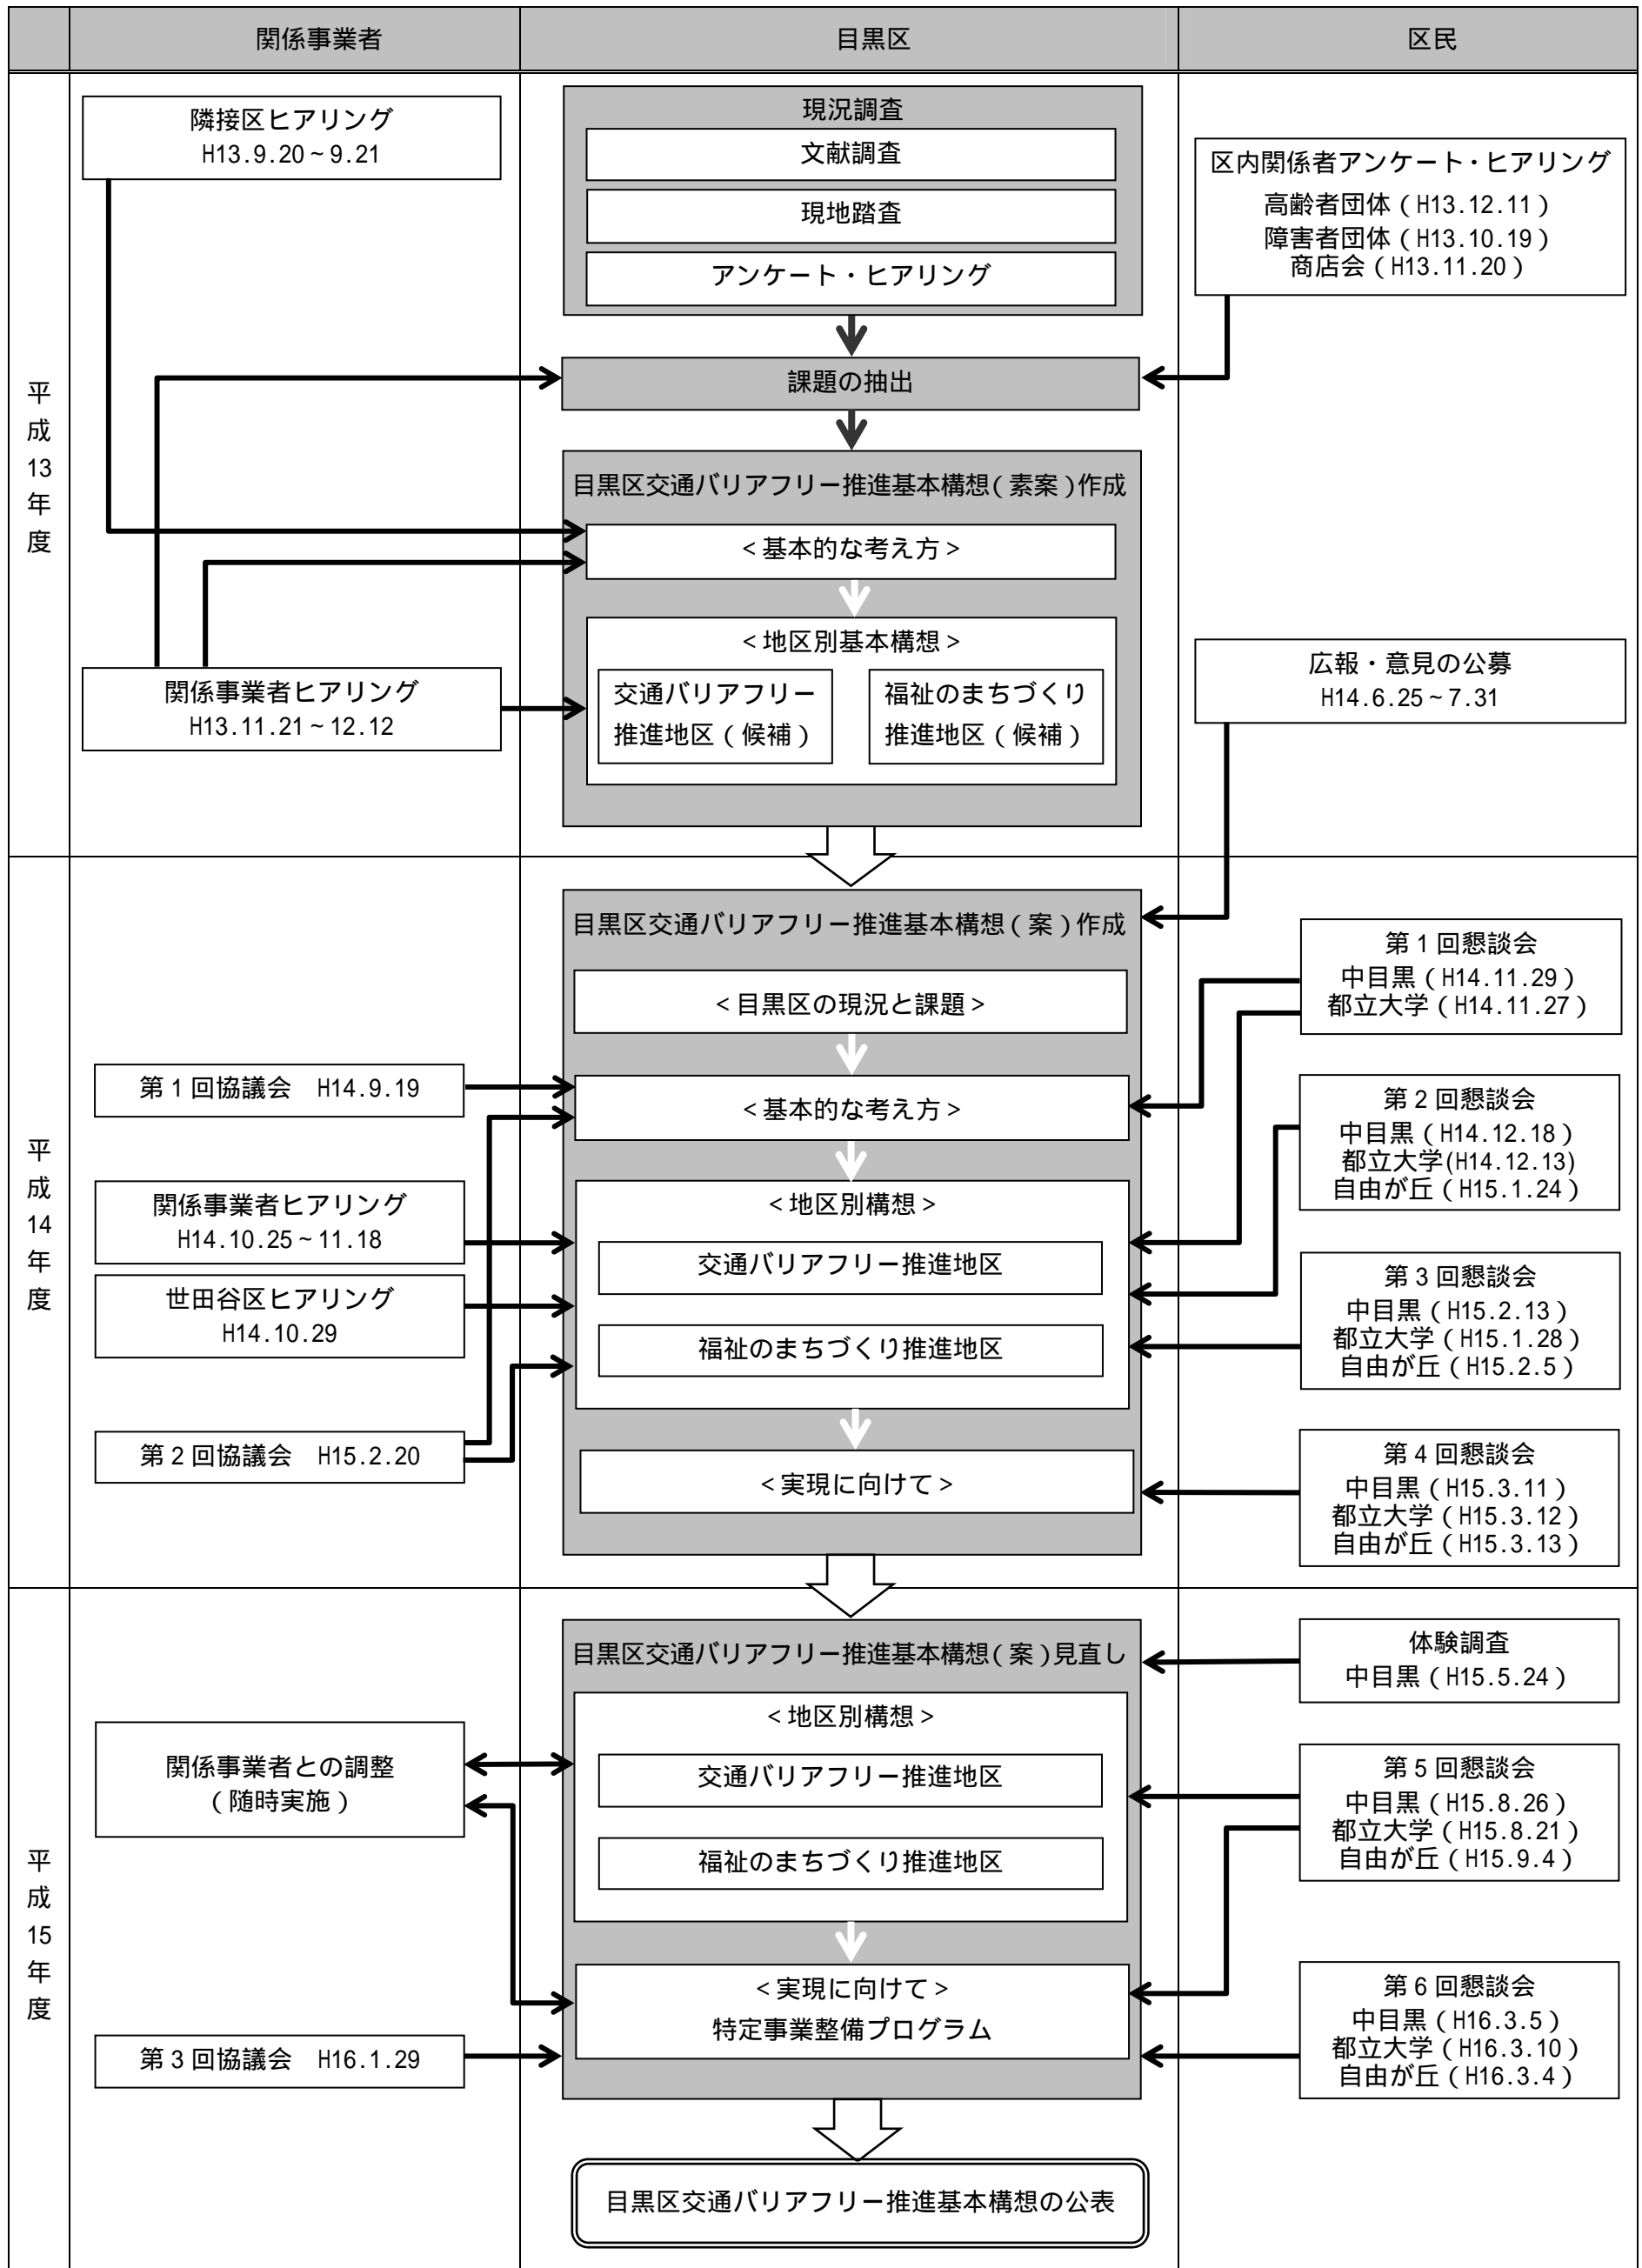 関係事業者
目黒区
区民
平成13年度
隣接区ヒアリング
H13.9.20~9.21
関係事業者ヒアリング
H13.11.21~12.12
現況調査
文献調査
現地踏査
アンケート・ヒアリング
課題の抽出
目黒区交通バリアフリー推進基本構想(素案)作成
<基本的な考え方>
<地区別基本構想>
交通バリアフリー
推進地区(候補)
福祉のまちづくり
推進地区(候補)
区内関係者アンケート・ヒアリング
高齢者団体(H13.12.11)
障害者団体(H13.10.19)
商店会(H13.11.20)
広報・意見の公募
H14.6.25~7.31
平成14年度
第1回協議会 H14.9.19
関係事業者ヒアリング
H14.10.25~11.18
世田谷区ヒアリング
H14.10.29
第2回協議会 H15.2.20
目黒区交通バリアフリー推進基本構想(案)作成
<目黒区の現況と課題>
<基本的な考え方>
<地区別構想>
交通バリアフリー推進地区
福祉のまちづくり推進地区
<実現に向けて>
第1回懇談会
中目黒(H14.11.29)
都立大学(H14.11.27)
第2回懇談会
中目黒(H14.12.18)
都立大学(H14.12.13)
自由が丘(H15.1.24)
第3回懇談会
中目黒(H15.2.13)
都立大学(H15.1.28)
自由が丘(H15.2.5)
第4回懇談会
中目黒(H15.3.11)
都立大学(H15.3.12)
自由が丘(H15.3.13)
平成15年度
関係事業者との調整
(随時実施)
第3回協議会 H16.1.29
目黒区交通バリアフリー推進基本構想(案)見直し
<地区別構想>
交通バリアフリー推進地区
福祉のまちづくり推進地区
<実現に向けて>
特定事業整備プログラム
目黒区交通バリアフリー推進基本構想の公表
体験調査
中目黒(H15.5.24)
第5回懇談会
中目黒(H15.8.26)
都立大学(H15.8.21)
自由が丘(H15.9.4)
第6回懇談会
中目黒(H16.3.5)
都立大学(H16.3.10)
自由が丘(H16.3.4)